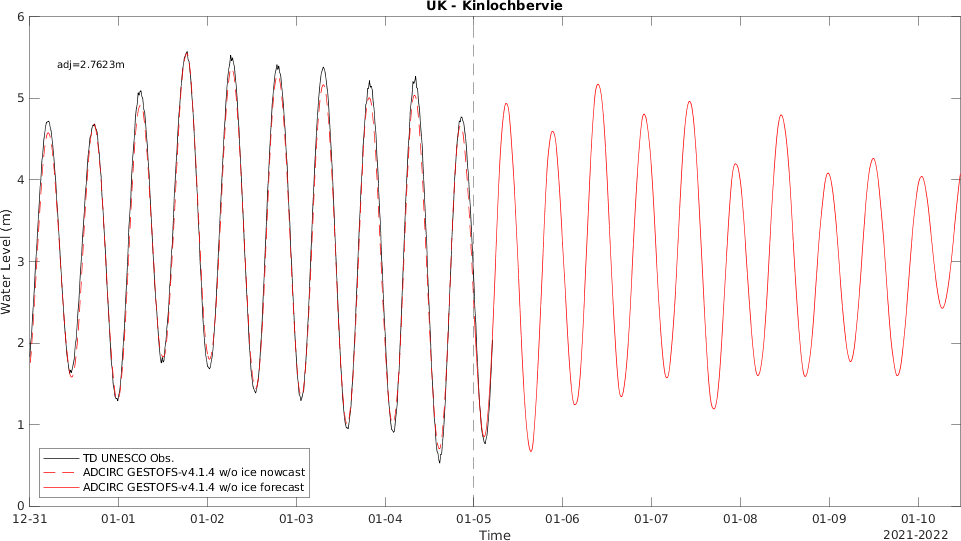 UK - Kinlochbervie
adj=2.7623m
Water Level (m)
6
5
4
3
2
1
0
TD UNESCO Obs.
ADCIRC GESTOFS-v4.1.4 w/o ice nowcast
ADCIRC GESTOFS-v4.1.4 w/o ice forecast
12-31 01-01 01-02 01-03 01-04 01-05 01-06 01-07 01-08 01-09 01-10
Time
2021-2022